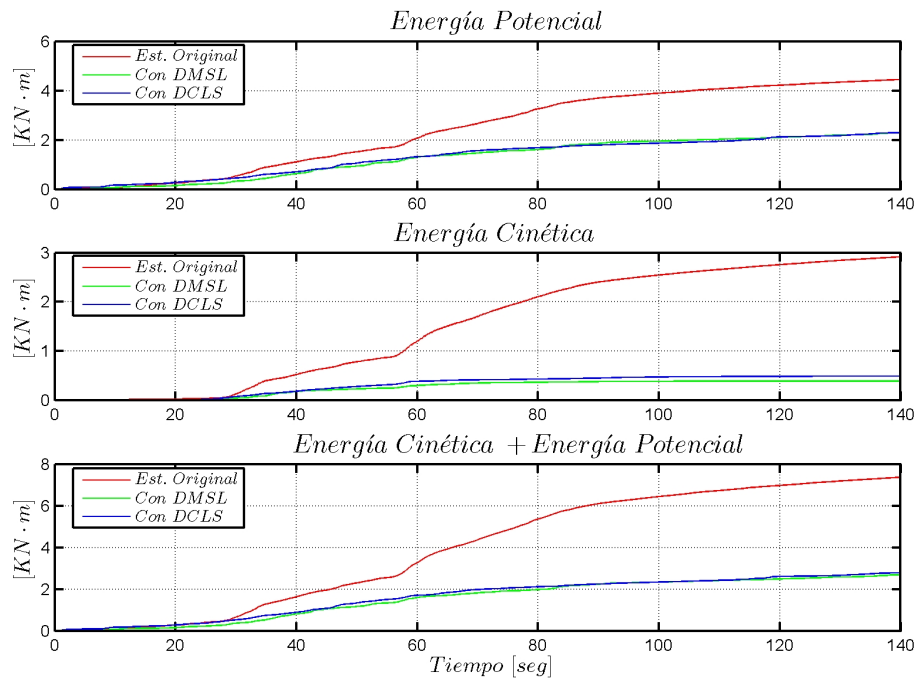 Energía Potencial
[KN · m]
6
4
2
0
Est. Original
Con DMSL
Con DCLS
0 20 40 60 80 100 120 140
Energía Cinética
[KN · m]
3
2
1
0
Est. Original
Con DMSL
Con DCLS
0 20 40 60 80 100 120 140
Energía Cinética + Energía Potencial
[KN · m]
8
6
4
2
0
Est. Original
Con DMSL
Con DCLS
0 20 40 60 80 100 120 140
Tiempo [seg]